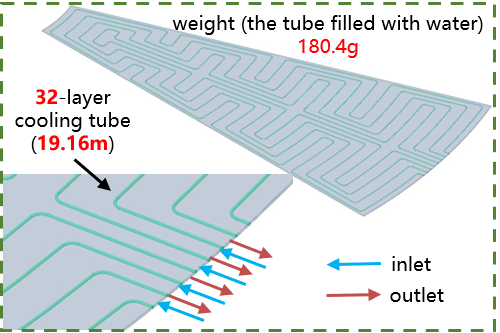 weight (the tube filled with water)
180.4g
32-layer
cooling tube
(19.16m)
inlet
outlet